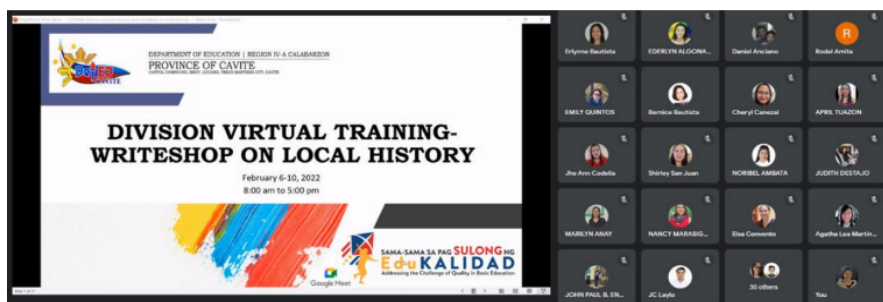 DepED
CAVITE
DEPARTMENT OF EDUCATION | REGION IV-A CALABARZON
PROVINCE OF CAVITE
DIVISION VIRTUAL TRAINING-
WRITESHOP ON LOCAL HISTORY
February 6-10, 2022
8:00 am to 5:00 pm
SAMA-SAMA SA PAG SULONG NG
EduKALIDAD
Addressing the Challenge of Quality in Basic Education
Google Meet
Erlynne Bautista
EDERLYN ALGONA...
Daniel Anciano
R
Rodel Amita
EMILY QUINTOS
Bernice Bautista
Cheryl Canozal
APRIL TUAZON
Jhe Ann Codella
Shirley San Juan
NORIBEL AMBATA
JUDITH DESTAJO
MARILYN ANAY
NANCY MARASIG...
Elsa Convento
Agatha Lea Martin...
JOHN PAUL B. EN...
JC Laylo
30 others
You